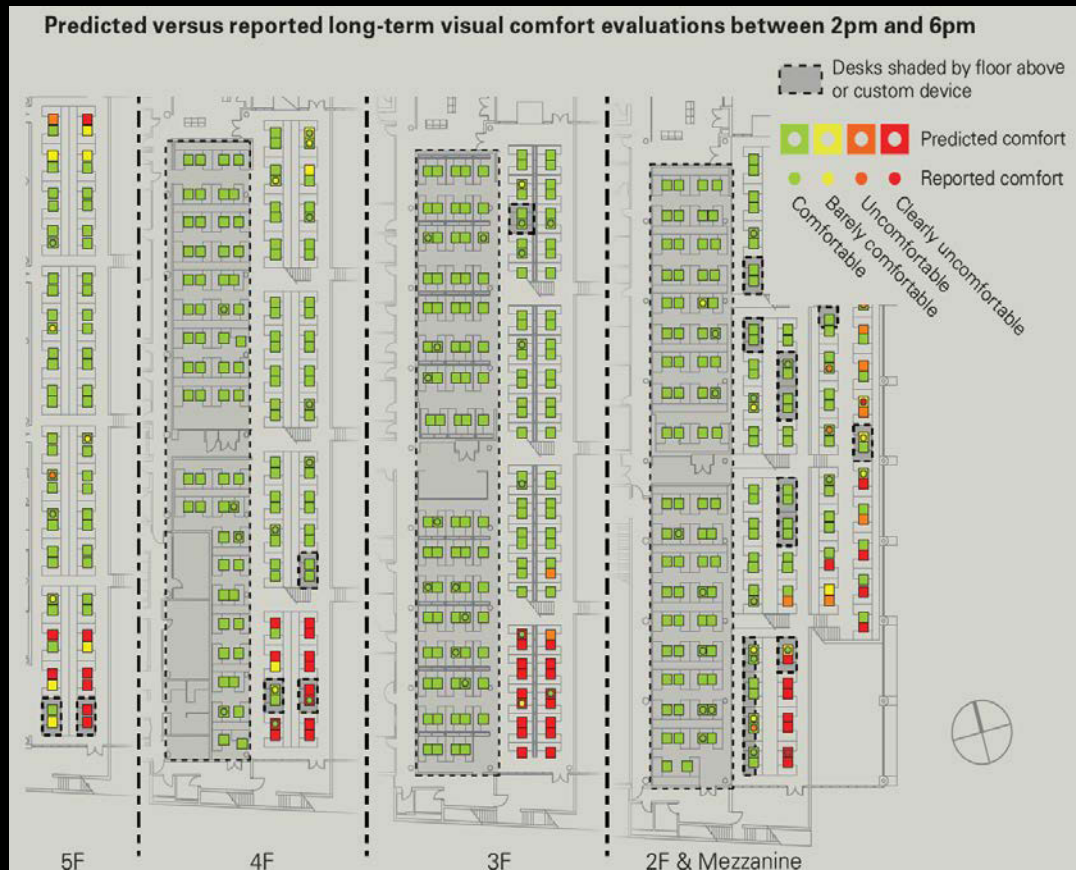 Predicted versus reported long-term visual comfort evaluations between 2pm and 6pm
Desks shaded by floor above
or custom device
Predicted comfort
Reported comfort
Comfortable
Barely comfortable
Uncomfortable
Clearly uncomfortable
5F
4F
3F
2F & Mezzanine